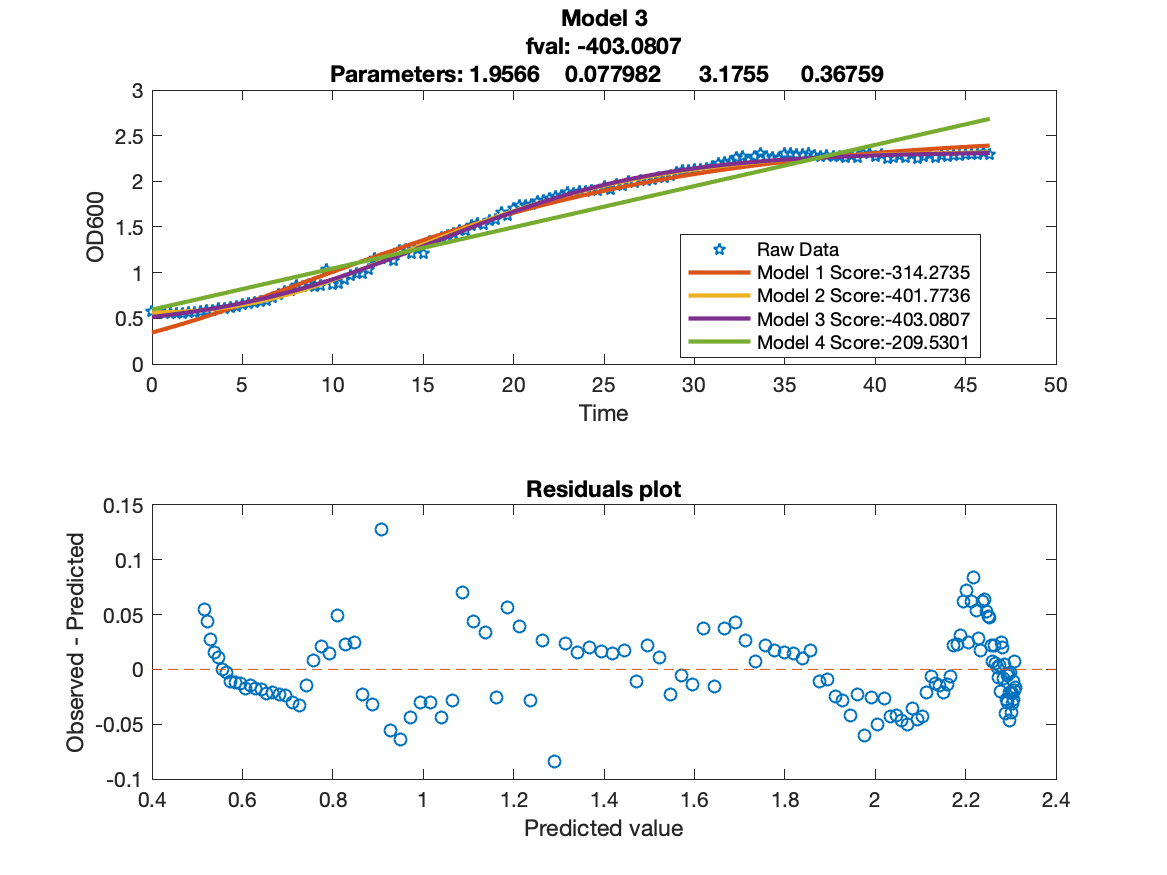 Model 3
fval: -403.0807
Parameters: 1.9566 0.077982 3.1755 0.36759
3
2.5
2
1.5
1
0.5
0
OD600
Raw Data
Model 1 Score:-314.2735
Model 2 Score:-401.7736
Model 3 Score:-403.0807
Model 4 Score:-209.5301
0 5 10 15 20 25 30 35 40 45 50
Time
Residuals plot
0.15
0.1
0.05
0
-0.05
-0.1
Observed - Predicted
0.4 0.6 0.8 1 1.2 1.4 1.6 1.8 2 2.2 2.4
Predicted value